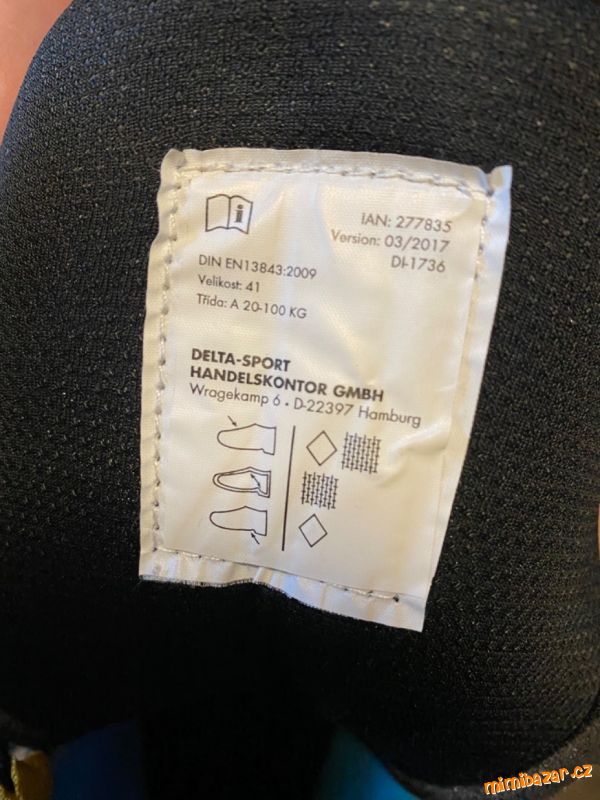 IAN: 277835
Version: 03/2017
DI-1736
DIN EN13843:2009
Velikost: 41
Třída: A 20-100 KG
DELTA-SPORT
HANDELSKONTOR GMBH
Wragekamp 6 • D-22397 Hamburg
mimibazar.cz